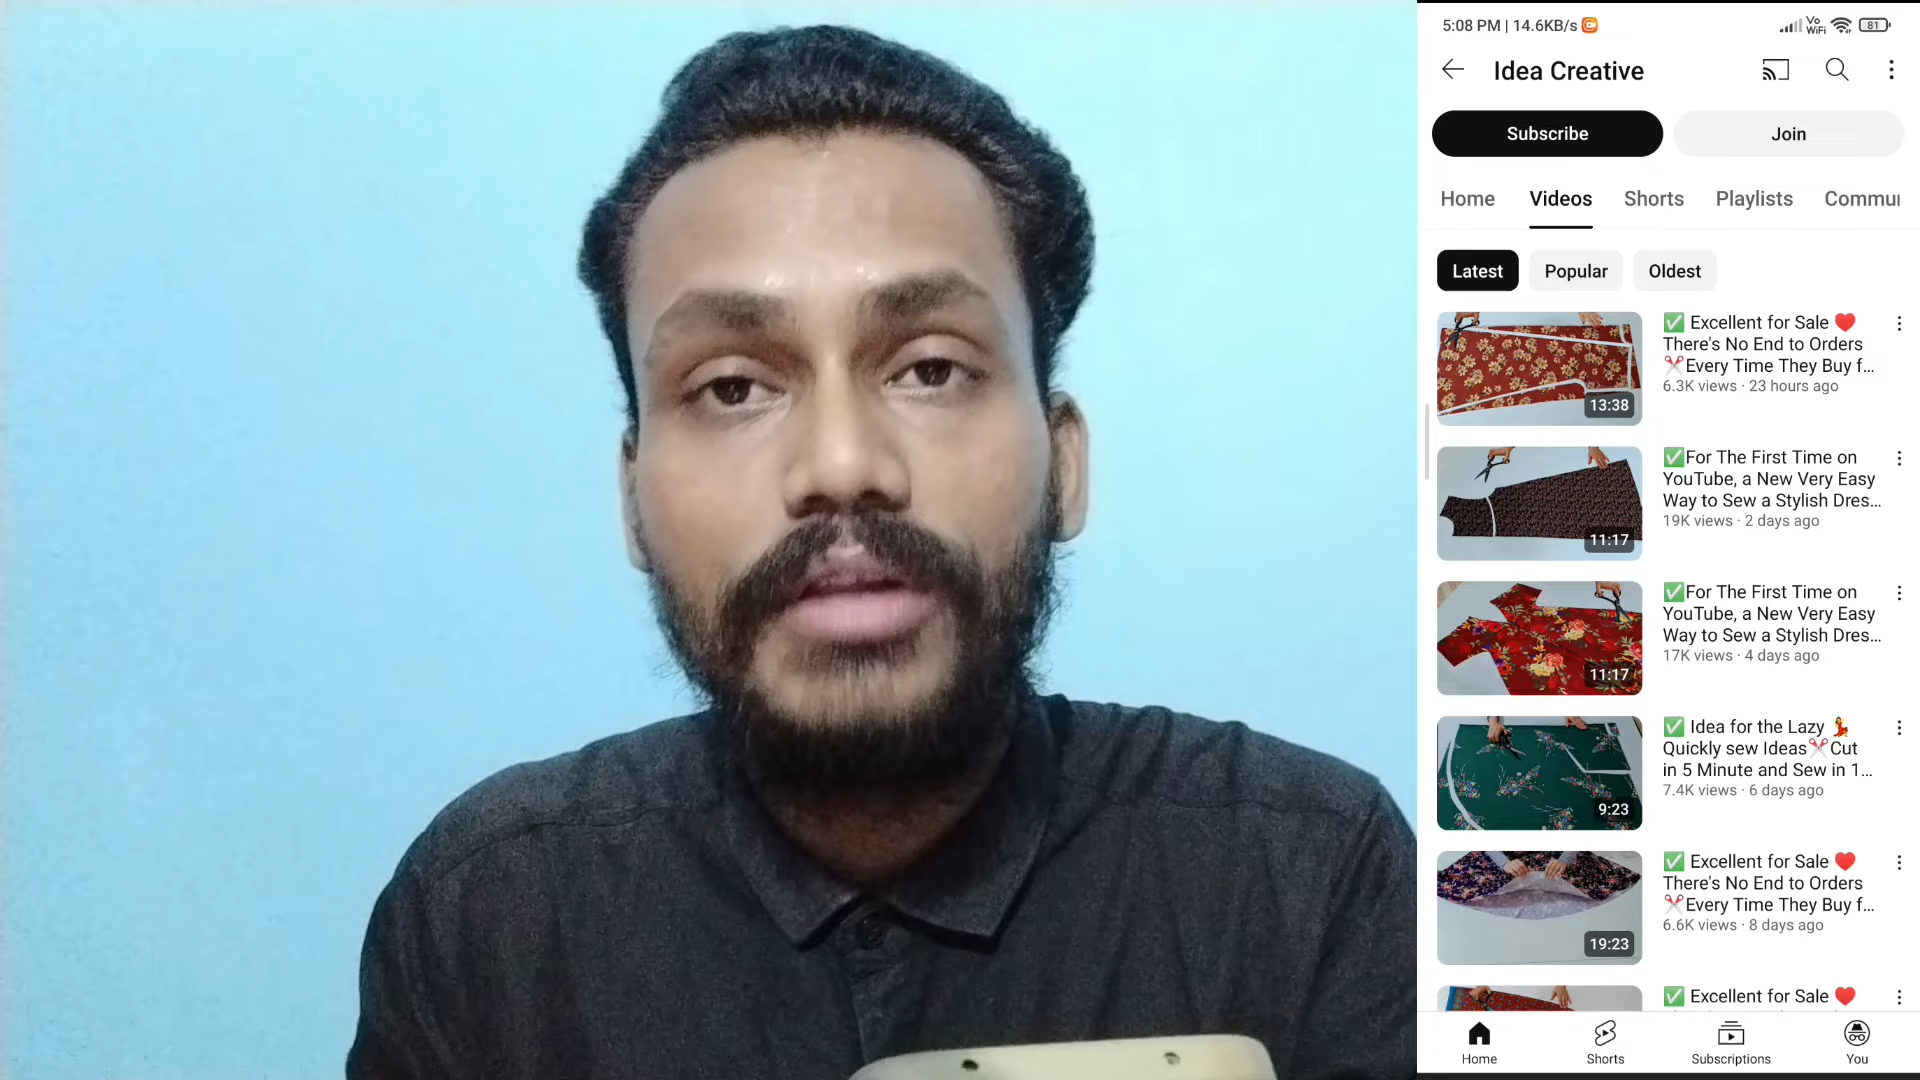 5:08 PM | 14.6KB/s
Vo
WiFi
81
Idea Creative
Subscribe
Join
Home
Videos
Shorts
Playlists
Commu
Latest
Popular
Oldest
✅ Excellent for Sale ♥️
There's No End to Orders
✂️Every Time They Buy f...
6.3K views · 23 hours ago
13:38
✅For The First Time on
YouTube, a New Very Easy
Way to Sew a Stylish Dres...
19K views · 2 days ago
11:17
✅For The First Time on
YouTube, a New Very Easy
Way to Sew a Stylish Dres...
17K views · 4 days ago
11:17
✅ Idea for the Lazy 💃
Quickly sew Ideas✂️Cut
in 5 Minute and Sew in 1...
7.4K views · 6 days ago
9:23
✅ Excellent for Sale ♥️
There's No End to Orders
✂️Every Time They Buy f...
6.6K views · 8 days ago
19:23
✅ Excellent for Sale ♥️
Home
Shorts
Subscriptions
You